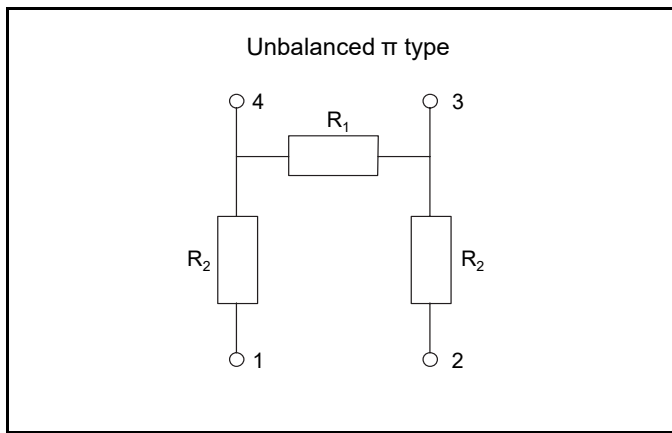 Unbalanced π type
4
3
R₁
R₂
R₂
1
2